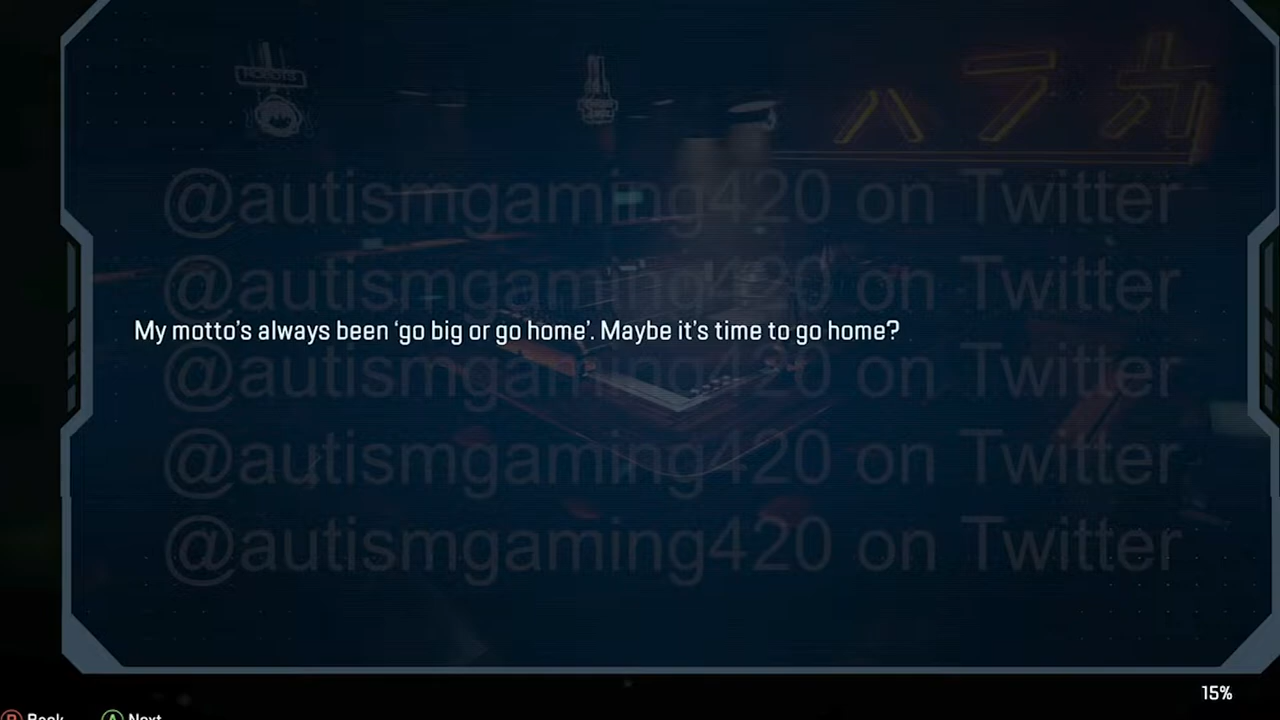 ハラカ
@autismgaming420 on Twitter
@autismgaming420 on Twitter
My motto's always been ‘go big or go home’. Maybe it's time to go home?
@autismgaming420 on Twitter
@autismgaming420 on Twitter
@autismgaming420 on Twitter
15%
B Back A Next